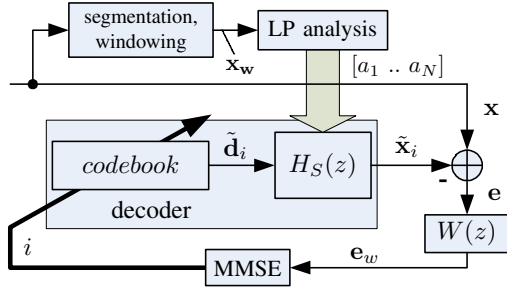 segmentation,
windowing
LP analysis
x_w
[a_1 .. a_N]
x
codebook
d̃_i
H_S(z)
x̃_i
-
e
decoder
W(z)
i
MMSE
e_w